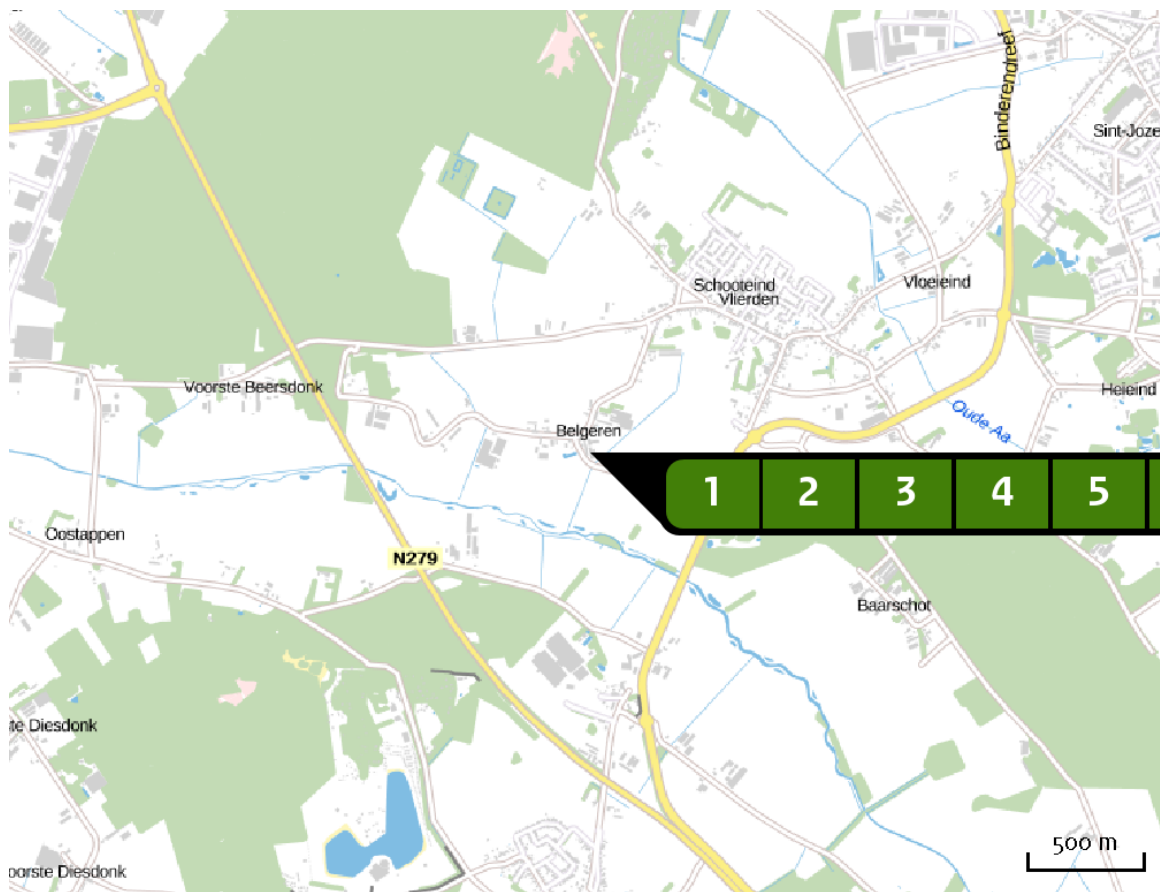 Binderendreef
Sint-Joze
Schooteind
Vlierden
Vloeieind
Voorste Beersdonk
Heieind
Oude Aa
Belgeren
1 2 3 4 5
Oostappen
N279
Baarschot
te Diesdonk
500 m
oorste Diesdonk